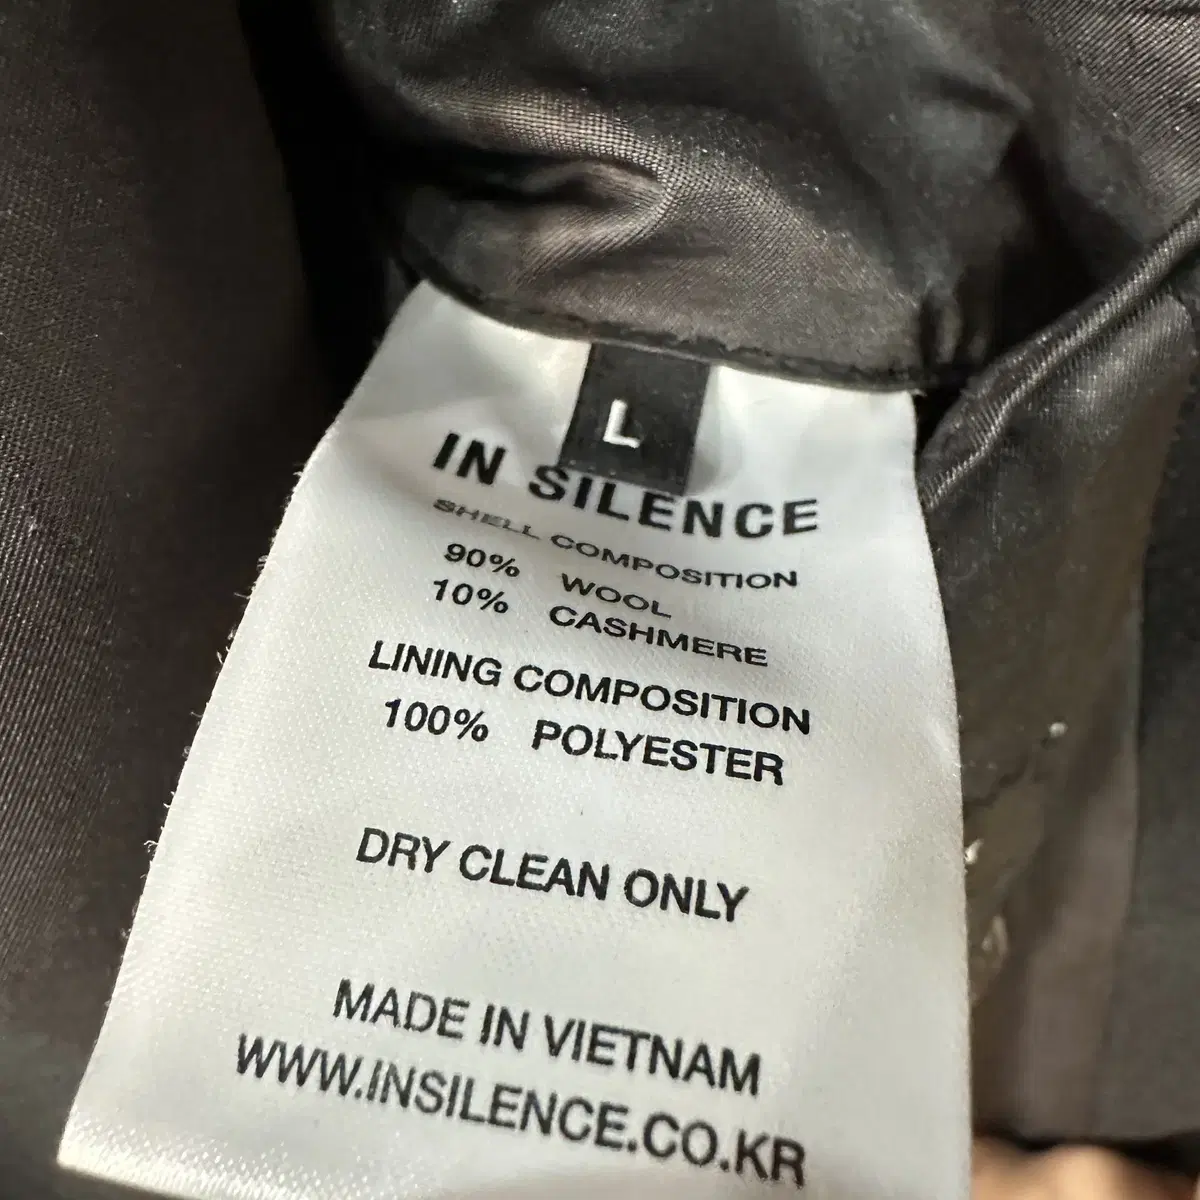 L
IN SILENCE
SHELL COMPOSITION
90% WOOL
10% CASHMERE
LINING COMPOSITION
100% POLYESTER
DRY CLEAN ONLY
MADE IN VIETNAM
WWW.INSILENCE.CO.KR